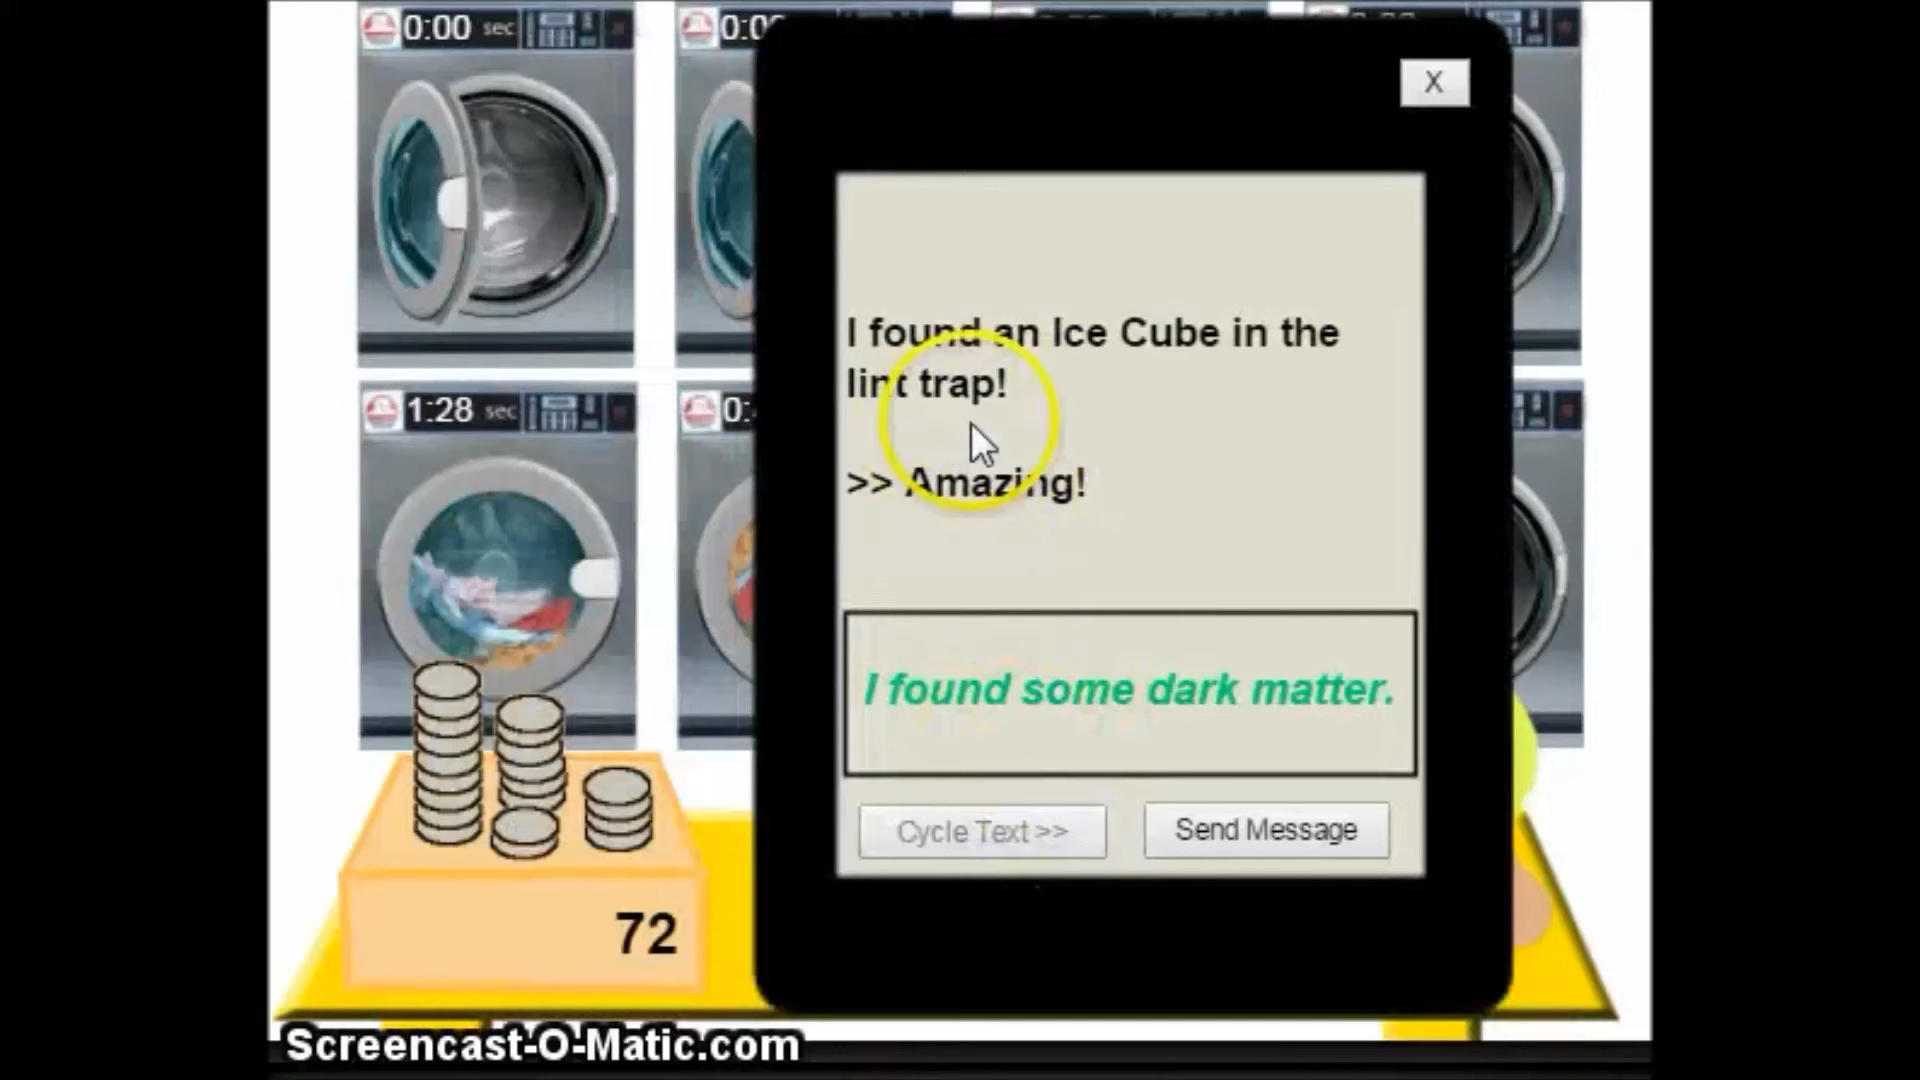 0:00 sec
X
I found an Ice Cube in the
lint trap!
1:28 sec
>> Amazing!
I found some dark matter.
Cycle Text >>
Send Message
72
Screencast-O-Matic.com